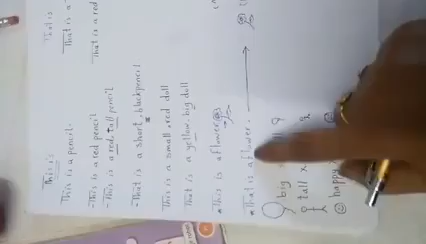 This is
This is a pencil.
-This is a red pencil
-This is a red, tall pencil
-That is a short, black pencil
This is a small, red doll
That is a yellow, big doll
This is a flower
That is a flower.
big
tall x
happy
That is
That is a
That is a red